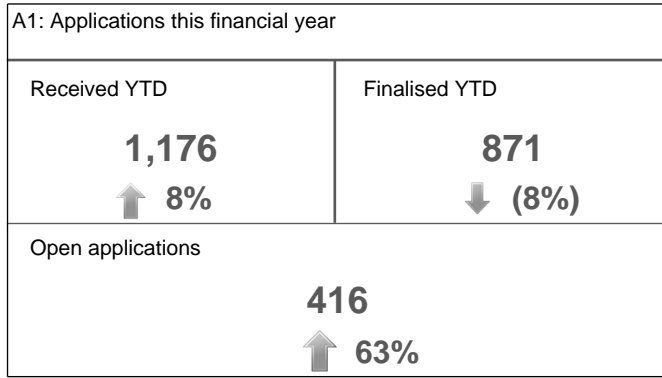 A1: Applications this financial year
Received YTD
1,176
8%
Finalised YTD
871
(8%)
Open applications
416
63%